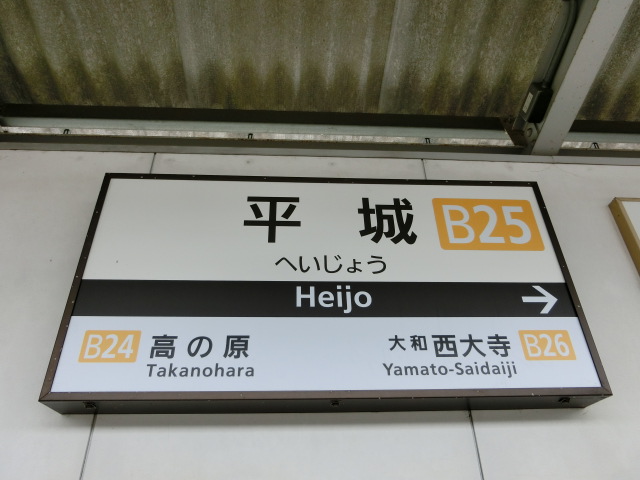 平城 B25
へいじょう
Heijo →
B24 高の原 大和西大寺 B26
Takanohara Yamato-Saidaiji